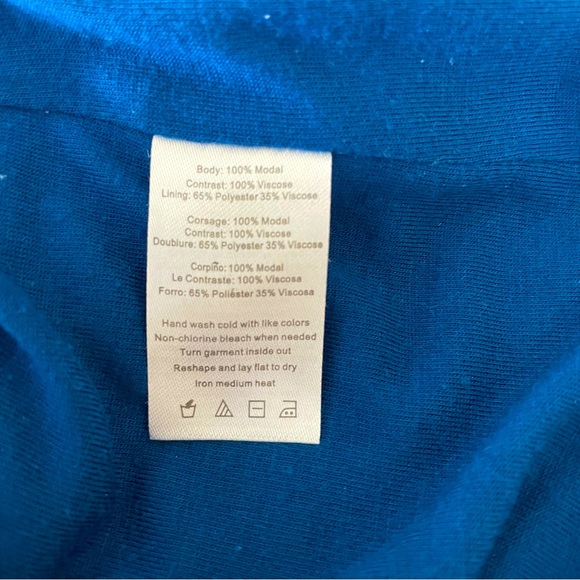 Body: 100% Modal
Contrast: 100% Viscose
Lining: 65% Polyester 35% Viscose
Corsage: 100% Modal
Contrast: 100% Viscose
Doublure: 65% Polyester 35% Viscose
Corpiño: 100% Modal
Le Contraste: 100% Viscosa
Forro: 65% Poliéster 35% Viscosa
Hand wash cold with like colors
Non-chlorine bleach when needed
Turn garment inside out
Reshape and lay flat to dry
Iron medium heat